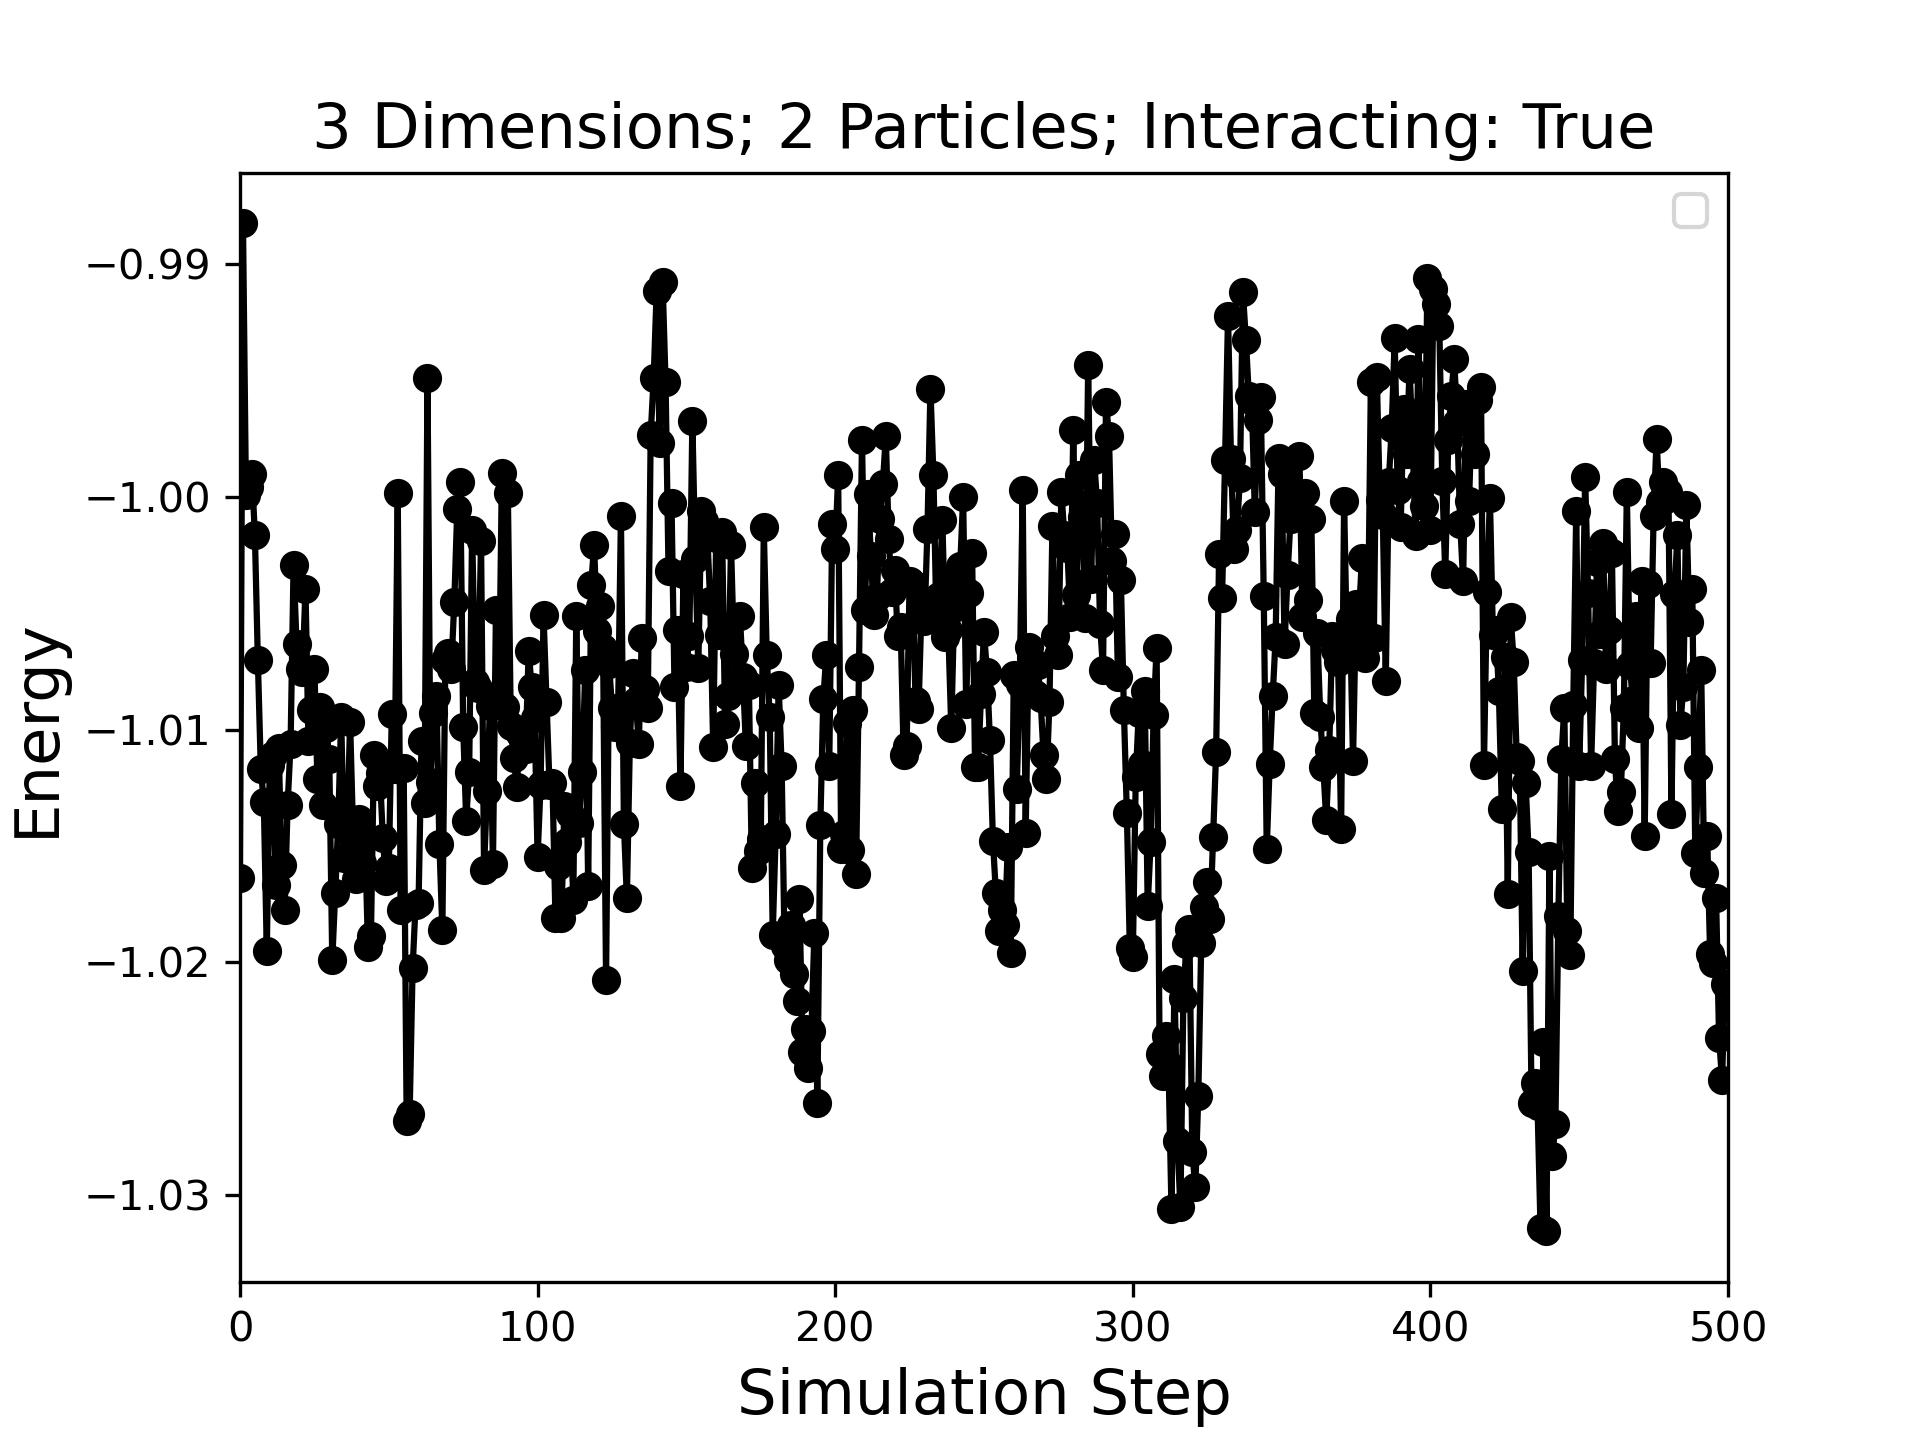 3 Dimensions; 2 Particles; Interacting: True
Energy
−0.99
−1.00
−1.01
−1.02
−1.03
0 100 200 300 400 500
Simulation Step